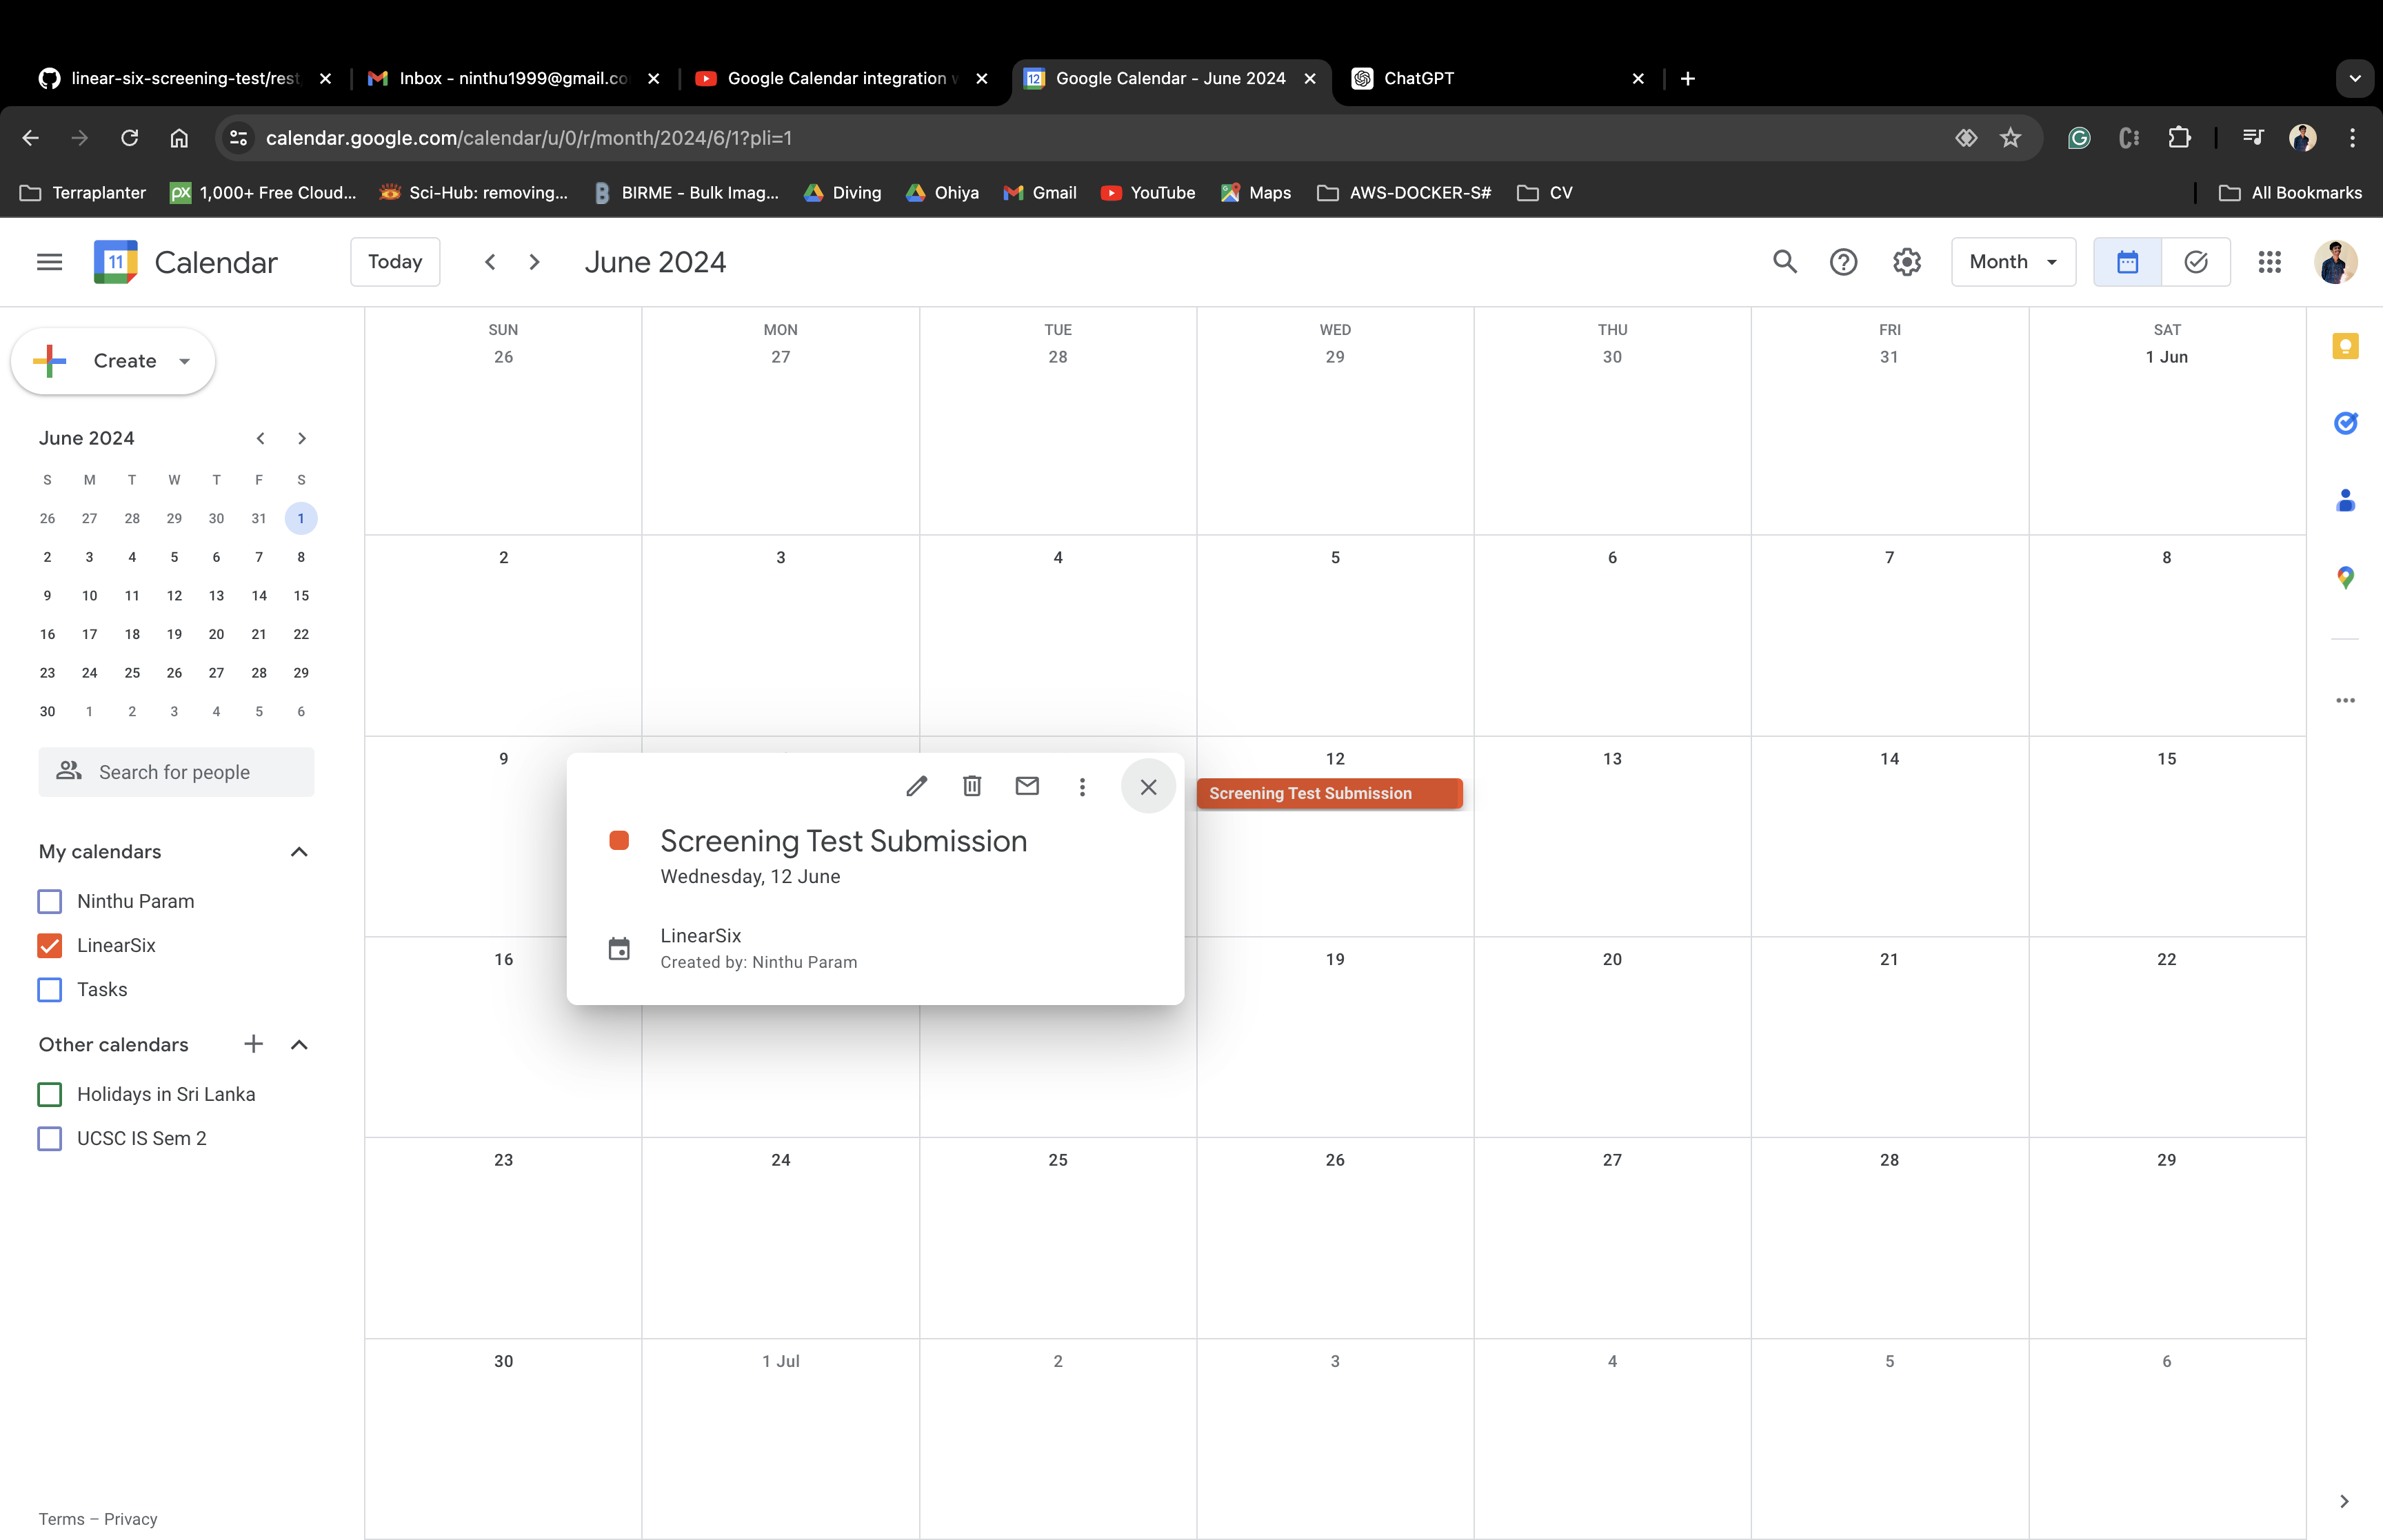 linear-six-screening-test/rest
Inbox - ninthu1999@gmail.co
Google Calendar integration w
12
Google Calendar - June 2024
ChatGPT
calendar.google.com/calendar/u/0/r/month/2024/6/1?pli=1
Terraplanter
px
1,000+ Free Cloud...
Sci-Hub: removing...
BIRME - Bulk Imag...
Diving
Ohiya
Gmail
YouTube
Maps
AWS-DOCKER-S#
CV
All Bookmarks
11
Calendar
Today
June 2024
Month
Create
June 2024
S M T W T F S
26 27 28 29 30 31 1
2 3 4 5 6 7 8
9 10 11 12 13 14 15
16 17 18 19 20 21 22
23 24 25 26 27 28 29
30 1 2 3 4 5 6
Search for people
My calendars
Ninthu Param
LinearSix
Tasks
Other calendars
Holidays in Sri Lanka
UCSC IS Sem 2
Terms – Privacy
SUN MON TUE WED THU FRI SAT
26 27 28 29 30 31 1 Jun
2 3 4 5 6 7 8
9 12 13 14 15
Screening Test Submission
Screening Test Submission
Wednesday, 12 June
LinearSix
Created by: Ninthu Param
16 19 20 21 22
23 24 25 26 27 28 29
30 1 Jul 2 3 4 5 6